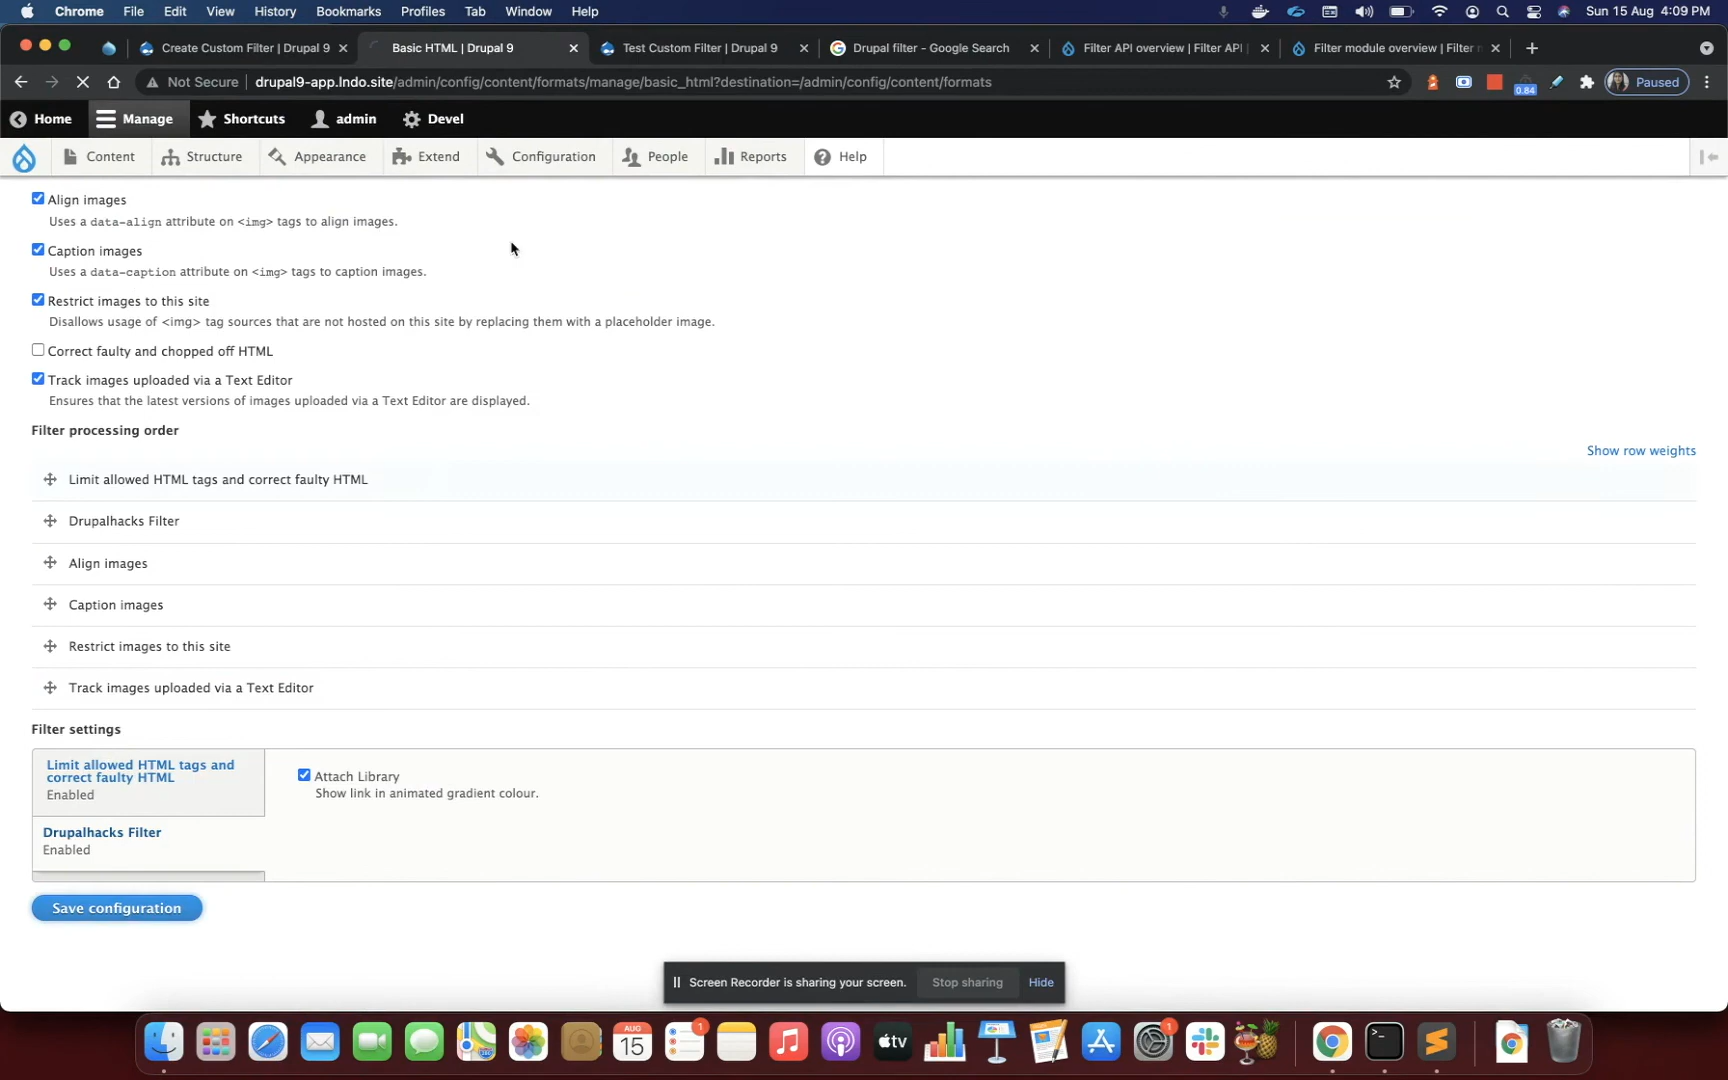 Chrome File Edit View History Bookmarks Profiles Tab Window Help Sun 15 Aug 4:09 PM
Create Custom Filter | Drupal 9 Basic HTML | Drupal 9 Test Custom Filter | Drupal 9 Drupal filter - Google Search Filter API overview | Filter API | Filter module overview | Filter
Not Secure drupal9-app.lndo.site/admin/config/content/formats/manage/basic_html?destination=/admin/config/content/formats 0.84 Paused
Home Manage Shortcuts admin Devel
Content Structure Appearance Extend Configuration People Reports Help
Align images
Uses a data-align attribute on <img> tags to align images.
Caption images
Uses a data-caption attribute on <img> tags to caption images.
Restrict images to this site
Disallows usage of <img> tag sources that are not hosted on this site by replacing them with a placeholder image.
Correct faulty and chopped off HTML
Track images uploaded via a Text Editor
Ensures that the latest versions of images uploaded via a Text Editor are displayed.
Filter processing order
Show row weights
Limit allowed HTML tags and correct faulty HTML
Drupalhacks Filter
Align images
Caption images
Restrict images to this site
Track images uploaded via a Text Editor
Filter settings
Limit allowed HTML tags and
correct faulty HTML
Enabled
Attach Library
Show link in animated gradient colour.
Drupalhacks Filter
Enabled
Save configuration
Screen Recorder is sharing your screen. Stop sharing Hide
AUG
15
1
tv
1